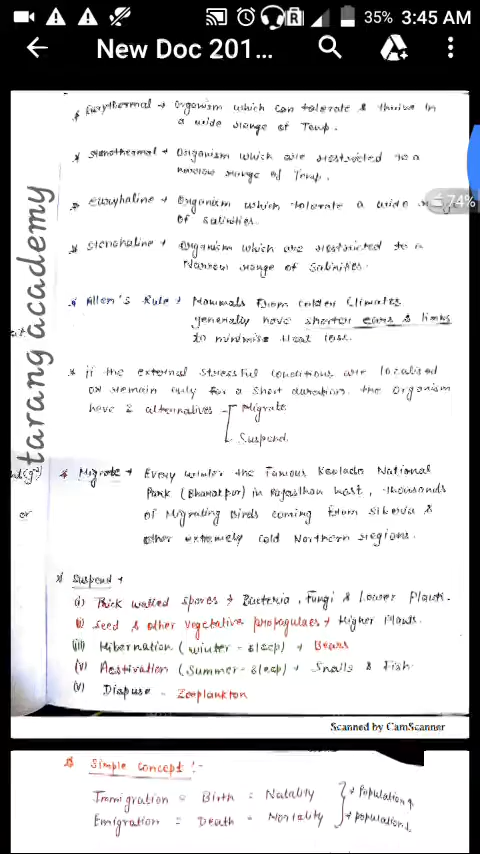 35% 3:45 AM
New Doc 201...
* Eurythermal → Organism which can tolerate & thrive in
a wide range of Temp.
* Stenothermal → Organism which are restricted to a
narrow range of Temp.
* Euryhaline → Organism which tolerate a wide
74%
of salinities.
* Stenohaline → Organism which are restricted to a
Narrow range of Salinities.
* Allen's Rule → Mammals from colder climates
generally have shorter ears & limbs
to minimise Heat loss.
tarang academy
* if the external stressful conditions are localised
or remain only for a short duration, the organism
have 2 alternatives - Migrate
Suspend.
* Migrate → Every winter the famous Keolado National
Park (Bharatpur) in Rajasthan host, thousands
of Migrating Birds coming from Siberia &
or
other extremely cold Northern regions.
* Suspend →
(i) Thick walled spores → Bacteria, Fungi & Lower Plants.
(ii) Seed & other vegetative propagules → Higher Plants.
(iii) Hibernation (winter-sleep) → Bears
(v) Aestivation (Summer-sleep) → Snails & Fish
(v) Diapuse - Zooplankton
Scanned by CamScanner
Simple concept :-
Immigration = Birth = Natality → Population↑
Emigration = Death = Mortality → population↓